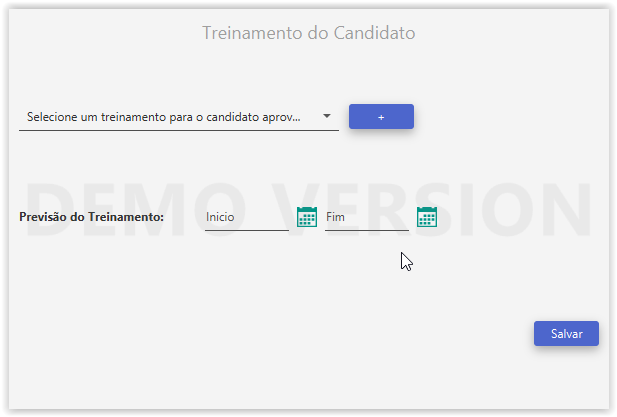 Treinamento do Candidato
Selecione um treinamento para o candidato aprov...
+
DEMO VERSION
Previsão do Treinamento:
Inicio
Fim
Salvar